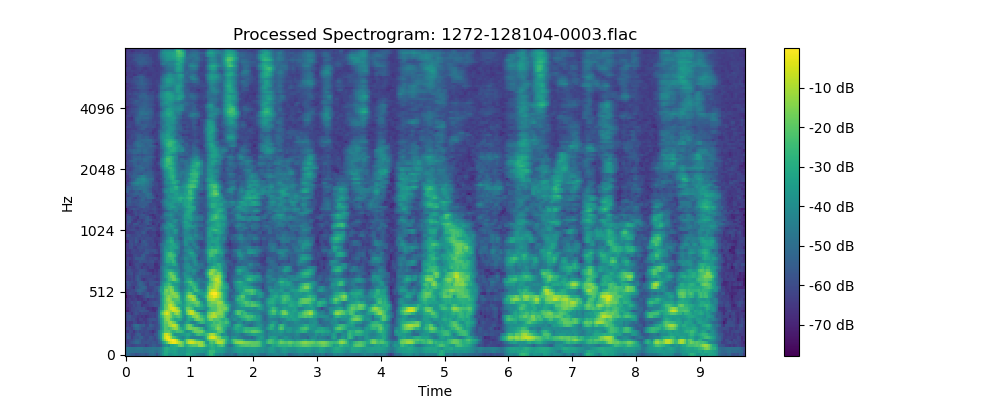 Processed Spectrogram: 1272-128104-0003.flac
4096
2048
1024
512
0
Hz
0 1 2 3 4 5 6 7 8 9
Time
-10 dB
-20 dB
-30 dB
-40 dB
-50 dB
-60 dB
-70 dB